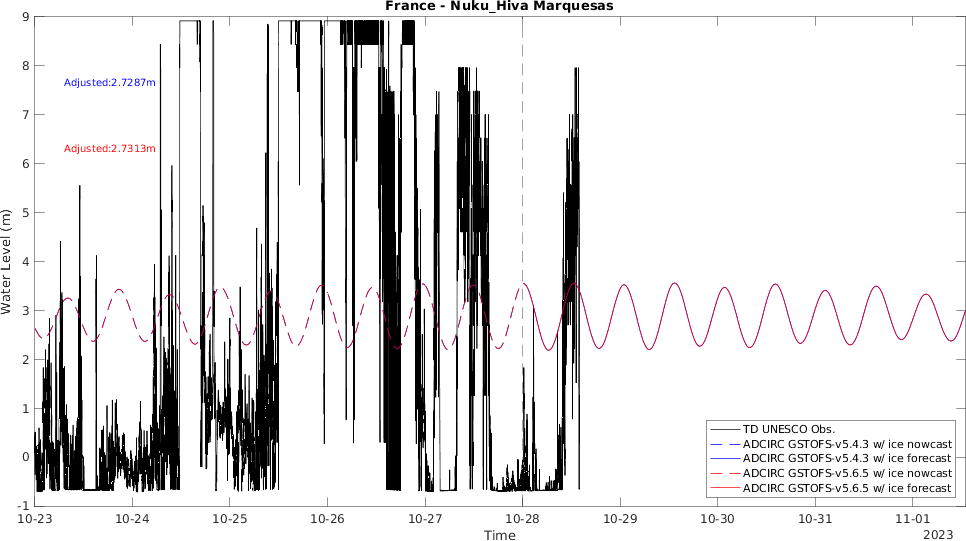 France - Nuku_Hiva Marquesas
9
8
7
6
5
4
3
2
1
0
-1
Water Level (m)
Adjusted:2.7287m
Adjusted:2.7313m
TD UNESCO Obs.
ADCIRC GSTOFS-v5.4.3 w/ ice nowcast
ADCIRC GSTOFS-v5.4.3 w/ ice forecast
ADCIRC GSTOFS-v5.6.5 w/ ice nowcast
ADCIRC GSTOFS-v5.6.5 w/ ice forecast
10-23 10-24 10-25 10-26 10-27 10-28 10-29 10-30 10-31 11-01
Time
2023